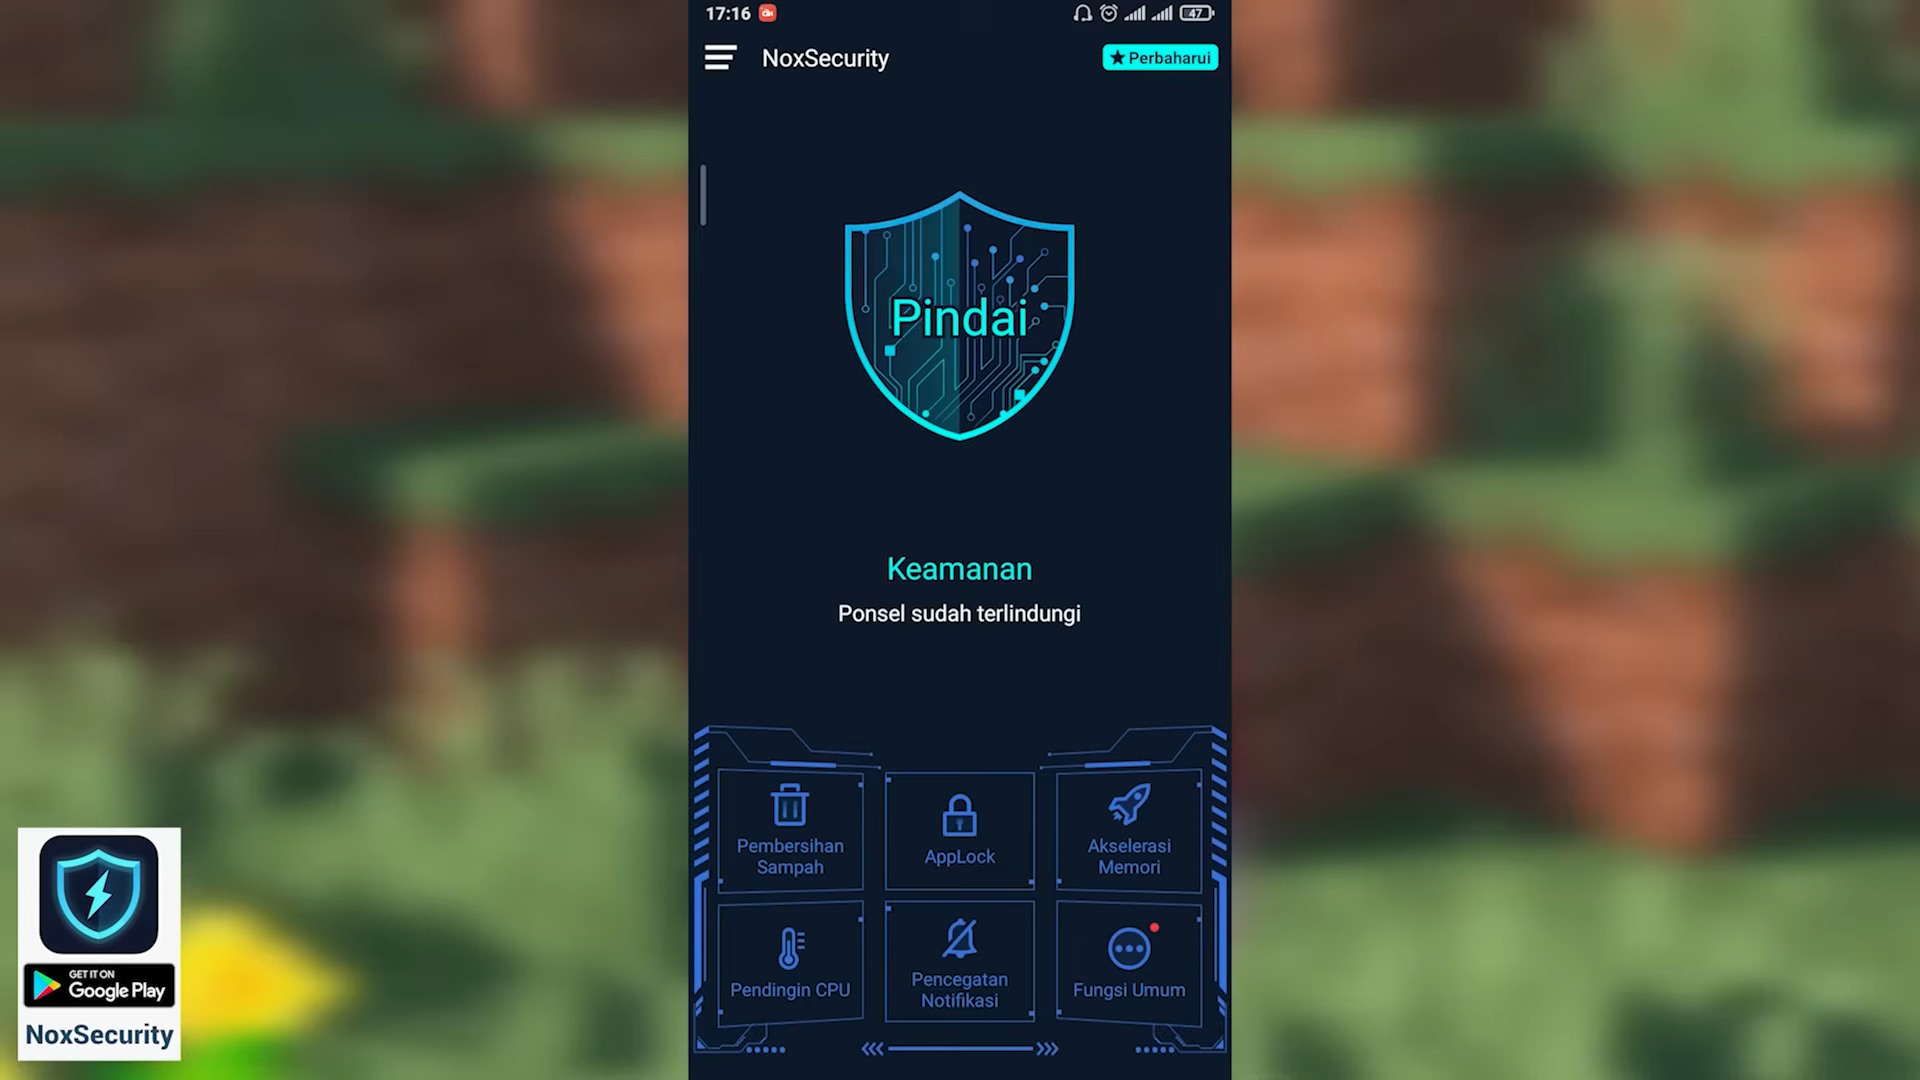 17:16
47
NoxSecurity
Perbaharui
Pindai
Keamanan
Ponsel sudah terlindungi
Pembersihan
Sampah
AppLock
Akselerasi
Memori
Pendingin CPU
Pencegatan
Notifikasi
Fungsi Umum
GET IT ON
Google Play
NoxSecurity